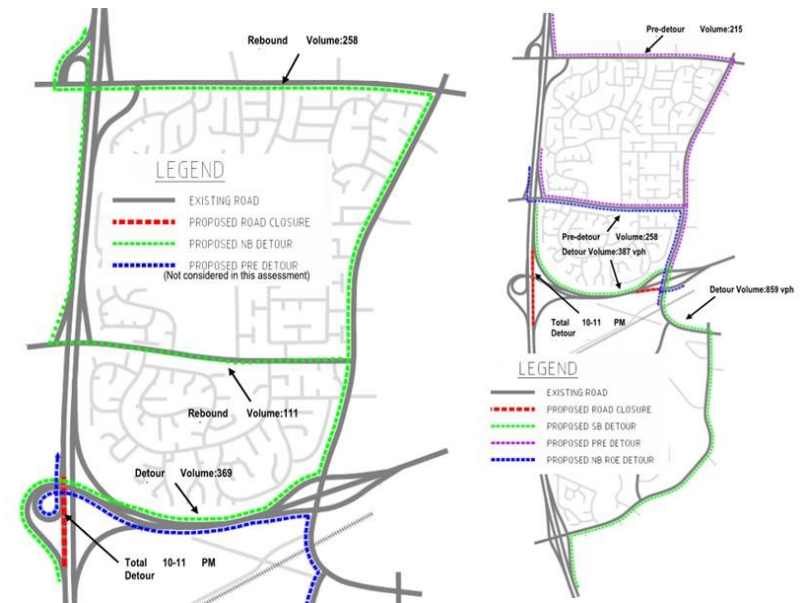 Rebound Volume:258
LEGEND
EXISTING ROAD
PROPOSED ROAD CLOSURE
PROPOSED NB DETOUR
PROPOSED PRE DETOUR
(Not considered in this assessment)
Rebound Volume:111
Detour Volume:369
Total 10-11 PM
Detour
Pre-detour Volume:215
Pre-detour Volume:258
Detour Volume:387 vph
Detour Volume:859 vph
Total 10-11 PM
Detour
LEGEND
EXISTING ROAD
PROPOSED ROAD CLOSURE
PROPOSED SB DETOUR
PROPOSED PRE DETOUR
PROPOSED NB ROE DETOUR